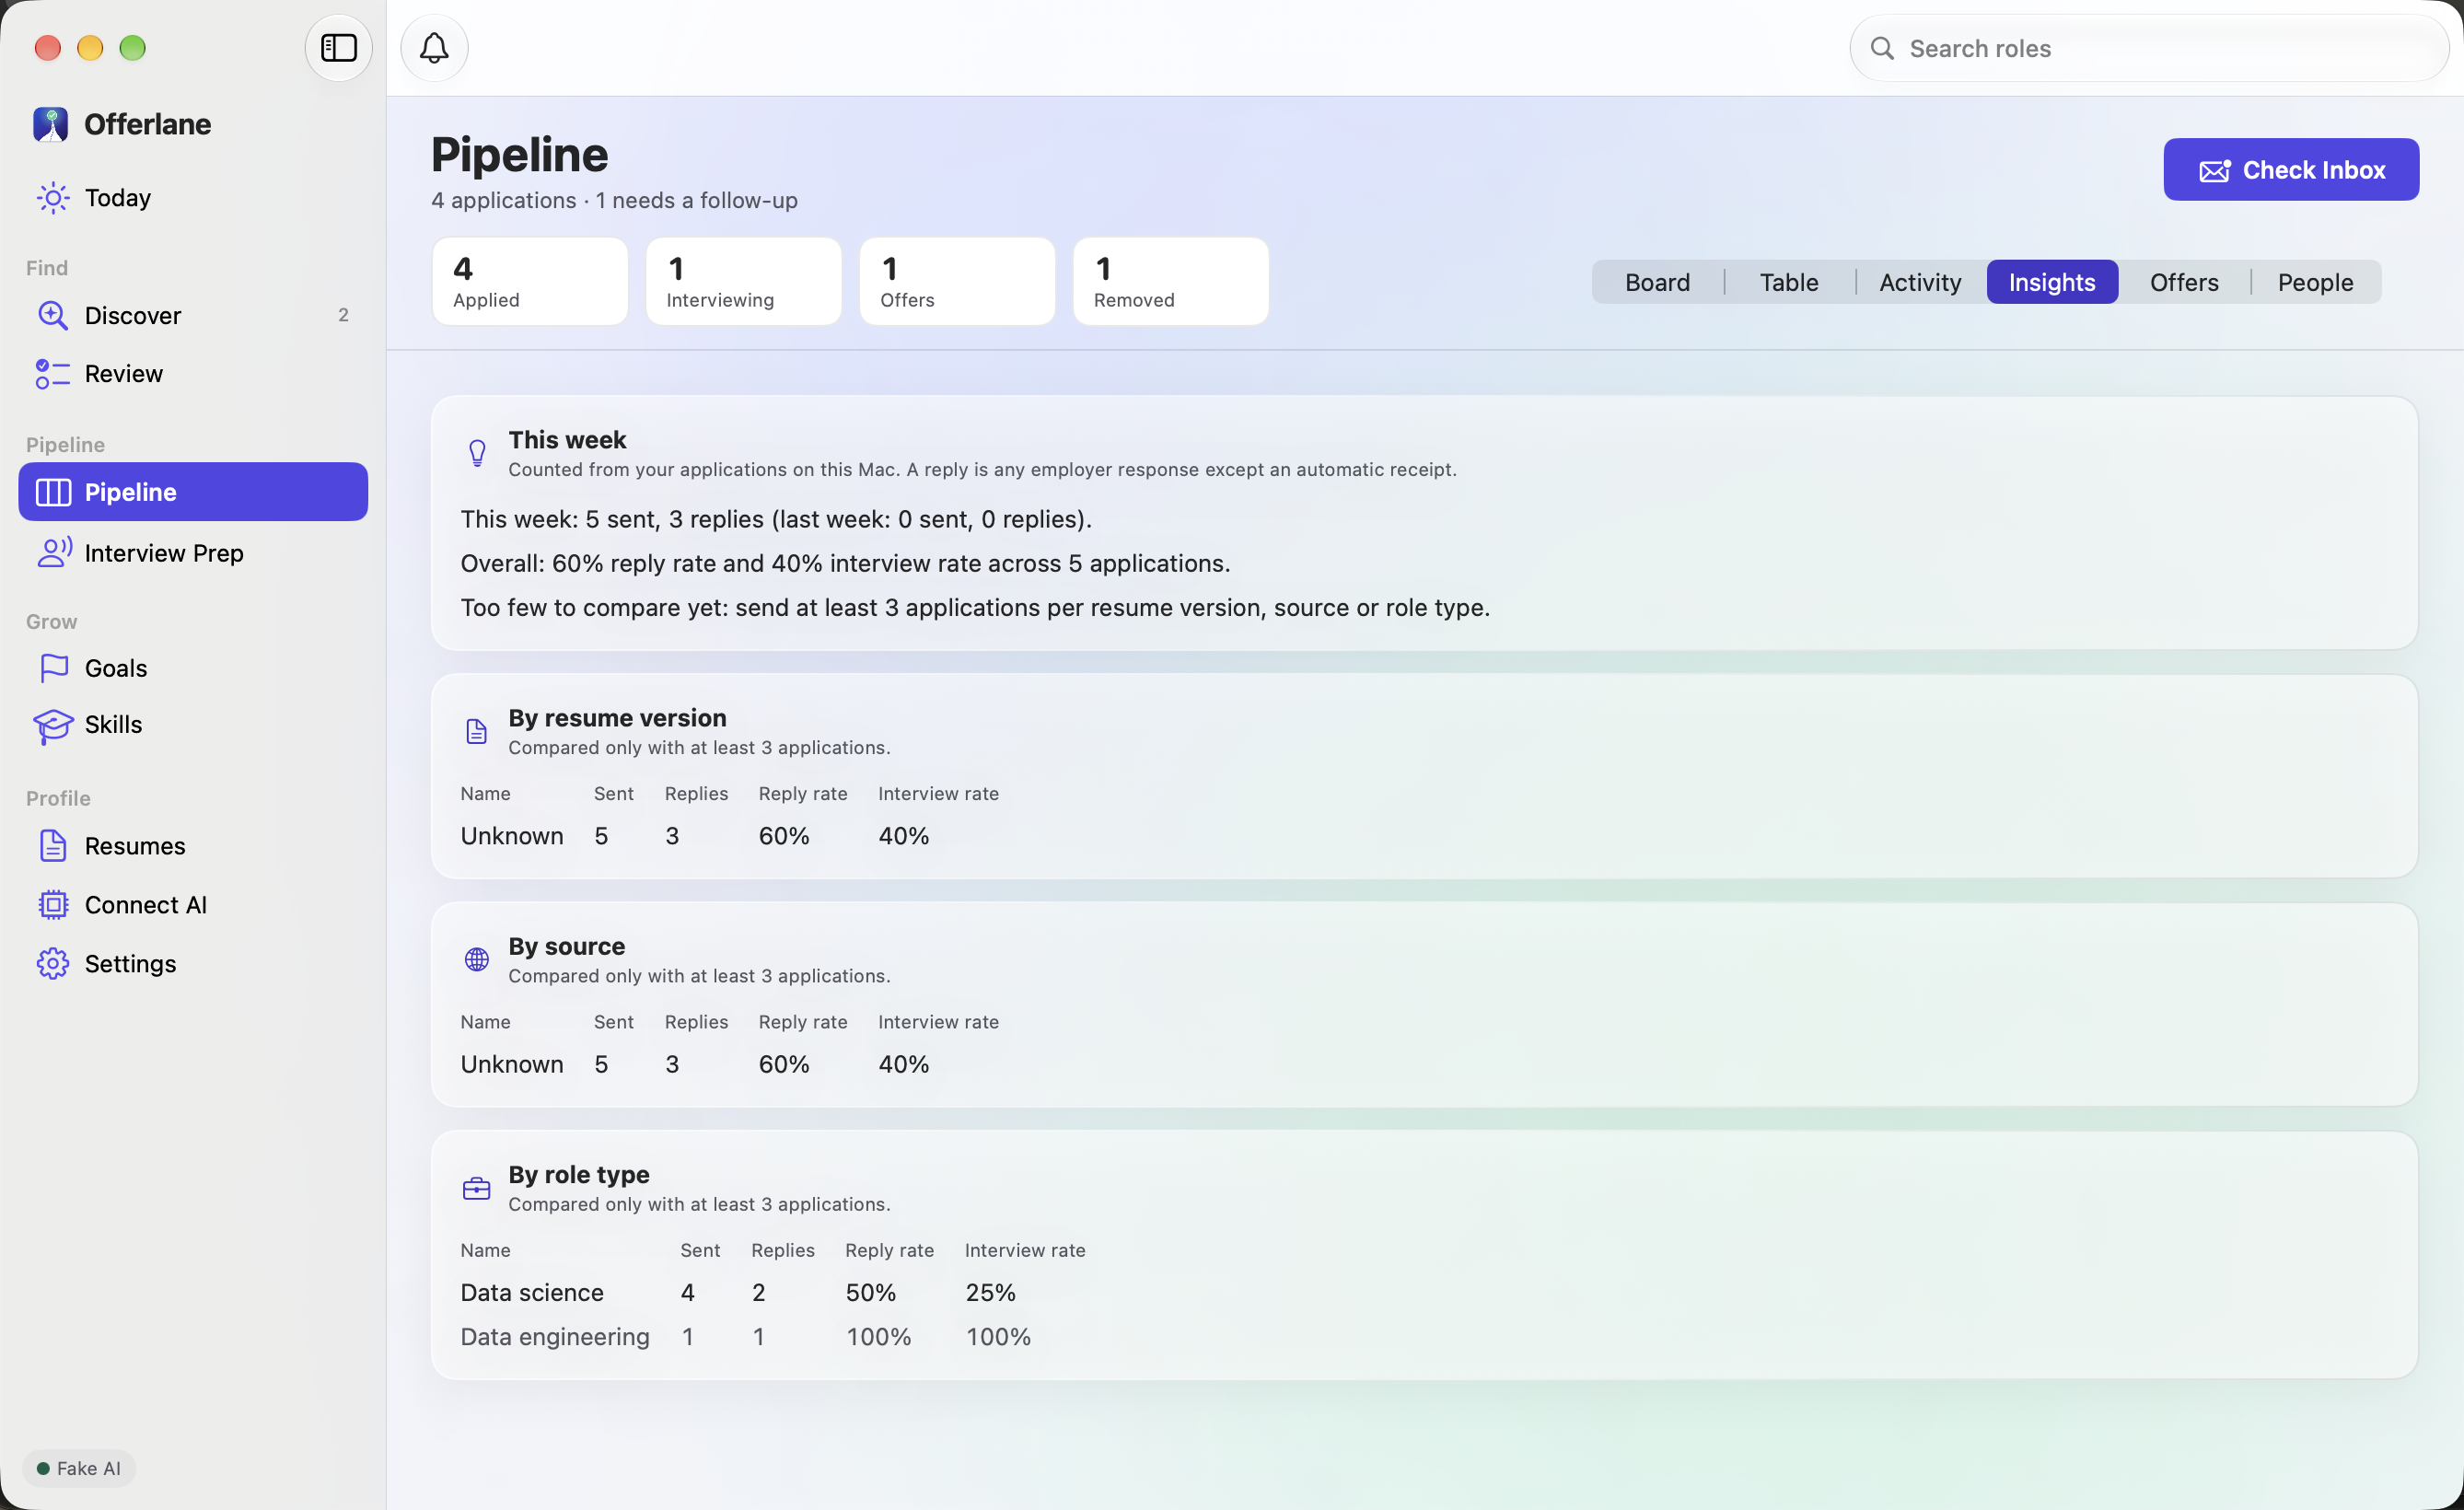 Offerlane
Today
Find
Discover 2
Review
Pipeline
Pipeline
Interview Prep
Grow
Goals
Skills
Profile
Resumes
Connect AI
Settings
Fake AI
Search roles
Pipeline
4 applications · 1 needs a follow-up
Check Inbox
4
Applied
1
Interviewing
1
Offers
1
Removed
Board Table Activity Insights Offers People
This week
Counted from your applications on this Mac. A reply is any employer response except an automatic receipt.
This week: 5 sent, 3 replies (last week: 0 sent, 0 replies).
Overall: 60% reply rate and 40% interview rate across 5 applications.
Too few to compare yet: send at least 3 applications per resume version, source or role type.
By resume version
Compared only with at least 3 applications.
Name Sent Replies Reply rate Interview rate
Unknown 5 3 60% 40%
By source
Compared only with at least 3 applications.
Name Sent Replies Reply rate Interview rate
Unknown 5 3 60% 40%
By role type
Compared only with at least 3 applications.
Name Sent Replies Reply rate Interview rate
Data science 4 2 50% 25%
Data engineering 1 1 100% 100%